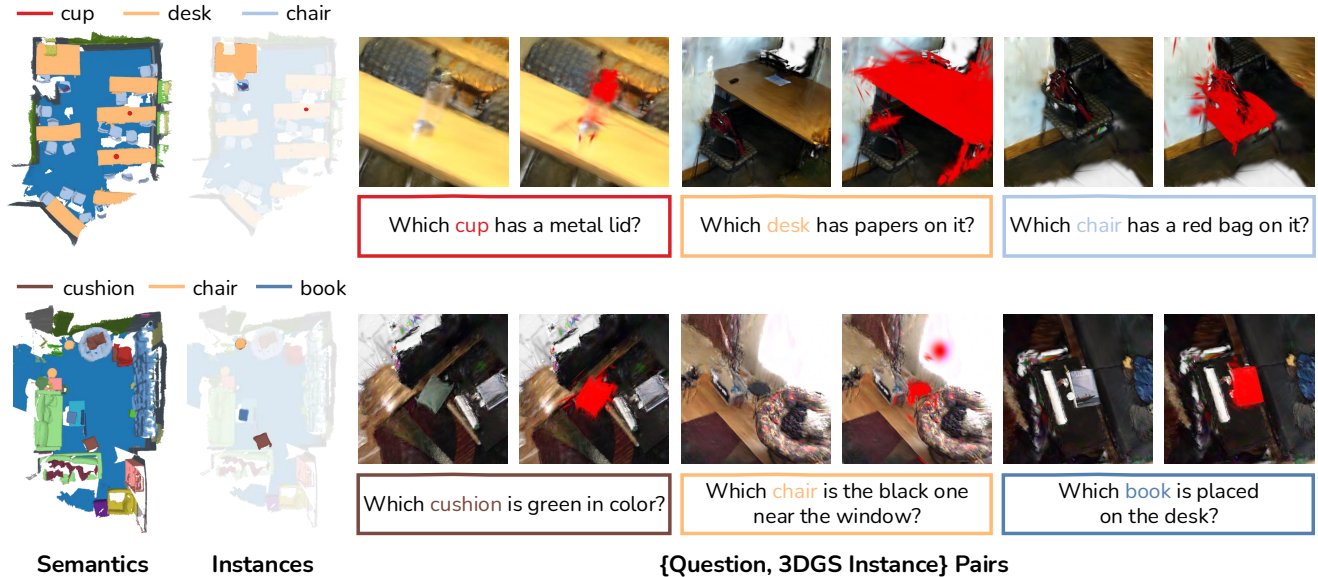 cup desk chair
Which cup has a metal lid?
Which desk has papers on it?
Which chair has a red bag on it?
cushion chair book
Which cushion is green in color?
Which chair is the black one
near the window?
Which book is placed
on the desk?
Semantics
Instances
{Question, 3DGS Instance} Pairs